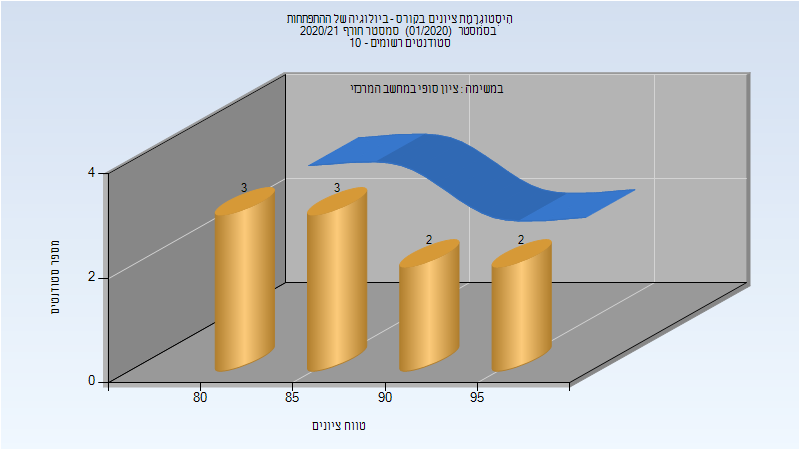 היסטוגרמת ציונים בקורס - ביולוגיה של ההתפתחות
בסמסטר (01/2020) סמסטר חורף 2020/21
סטודנטים רשומים - 10
במשימה : ציון סופי במחשב המרכזי
4
3
3
2
2
2
0
מספר סטודנטים
80
85
90
95
טווח ציונים